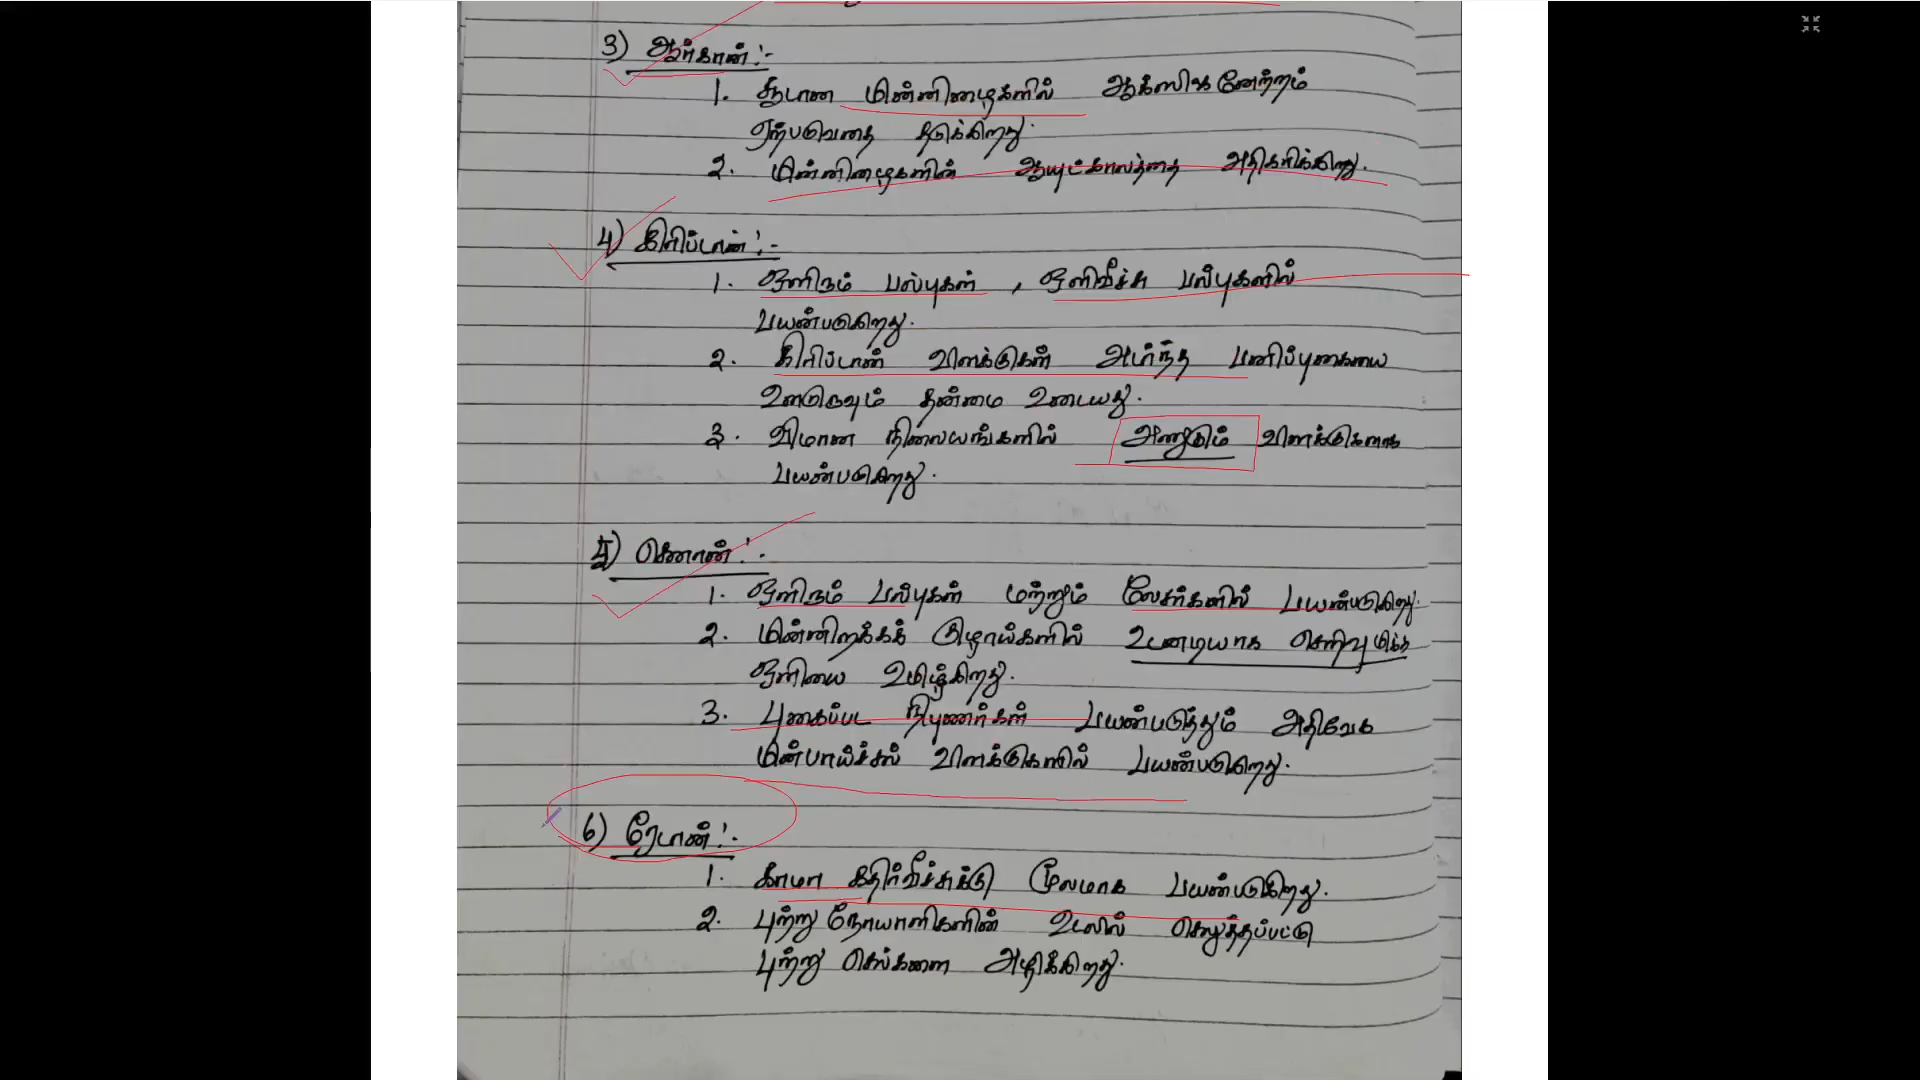 3) ஆர்கான் :-
1. சூடான மின்னிழைகளில் ஆக்ஸிஜனேற்றம்
ஏற்படுவதை தடுக்கிறது.
2. மின்னிழைகளின் ஆயுட்காலத்தை அதிகரிக்கிறது.
4) கிரிப்டான் :-
1. ஒளிரும் பல்புகள் , ஒளிவீச்சு பல்புகளில்
பயன்படுகிறது.
2. கிரிப்டான் விளக்குகள் அடர்ந்த பனிப்புகையை
ஊடுருவும் தன்மை உடையது.
3. விமான நிலையங்களில் அணுகும் விளக்குகளாக
பயன்படுகிறது.
5) செனான் :-
1. ஒளிரும் பல்புகள் மற்றும் லேசர்களில் பயன்படுகிறது.
2. மின்னிறக்கக் குழாய்களில் உடனடியாக செறிவுமிக்க
ஒளியை உமிழ்கிறது.
3. புகைப்பட நிபுணர்கள் பயன்படுத்தும் அதிவேக
மின்பாய்ச்சல் விளக்குகளில் பயன்படுகிறது.
6) ரேடான் :-
1. காமா கதிர்வீச்சுக்கு மூலமாக பயன்படுகிறது.
2. புற்று நோயாளிகளின் உடலில் செலுத்தப்பட்டு
புற்று செல்களை அழிக்கிறது.